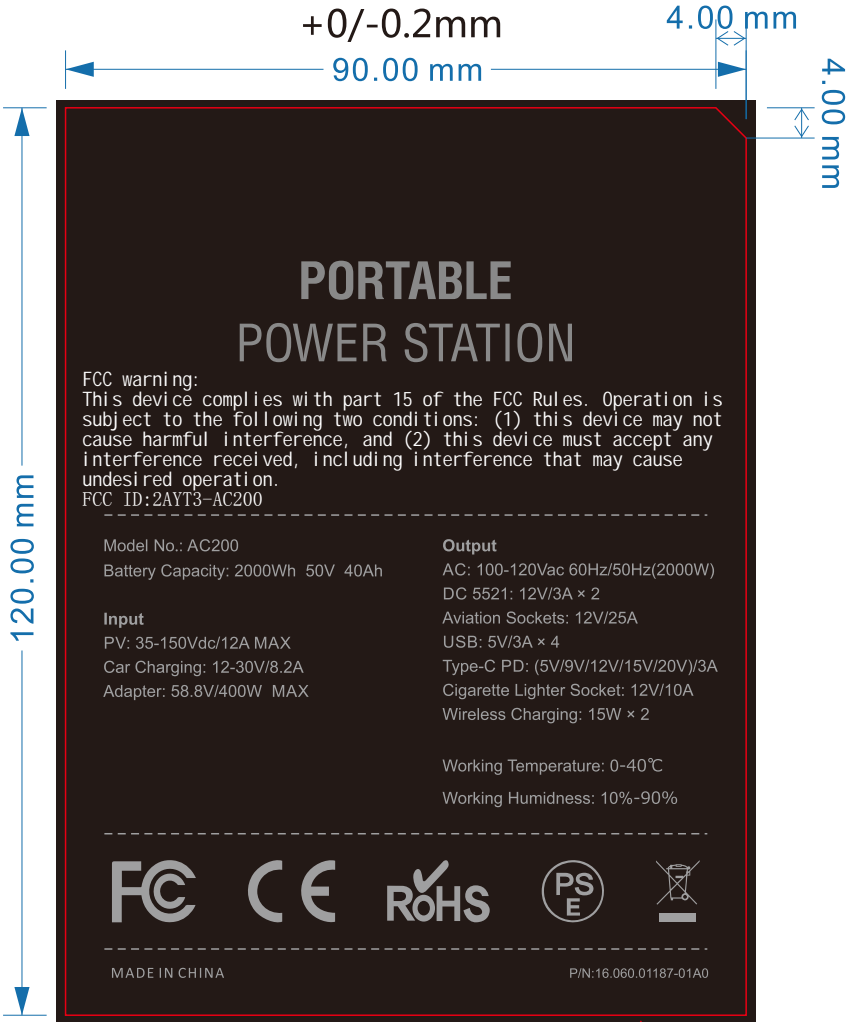 +0/-0.2mm
4.00 mm
90.00 mm
4.00 mm
120.00 mm
PORTABLE
POWER STATION
FCC warning:
This device complies with part 15 of the FCC Rules. Operation is
subject to the following two conditions: (1) this device may not
cause harmful interference, and (2) this device must accept any
interference received, including interference that may cause
undesired operation.
FCC ID:2AYT3-AC200
Model No.: AC200
Battery Capacity: 2000Wh 50V 40Ah
Input
PV: 35-150Vdc/12A MAX
Car Charging: 12-30V/8.2A
Adapter: 58.8V/400W MAX
Output
AC: 100-120Vac 60Hz/50Hz(2000W)
DC 5521: 12V/3A × 2
Aviation Sockets: 12V/25A
USB: 5V/3A × 4
Type-C PD: (5V/9V/12V/15V/20V)/3A
Cigarette Lighter Socket: 12V/10A
Wireless Charging: 15W × 2
Working Temperature: 0-40℃
Working Humidness: 10%-90%
FC CE RoHS PSE
MADE IN CHINA
P/N:16.060.01187-01A0